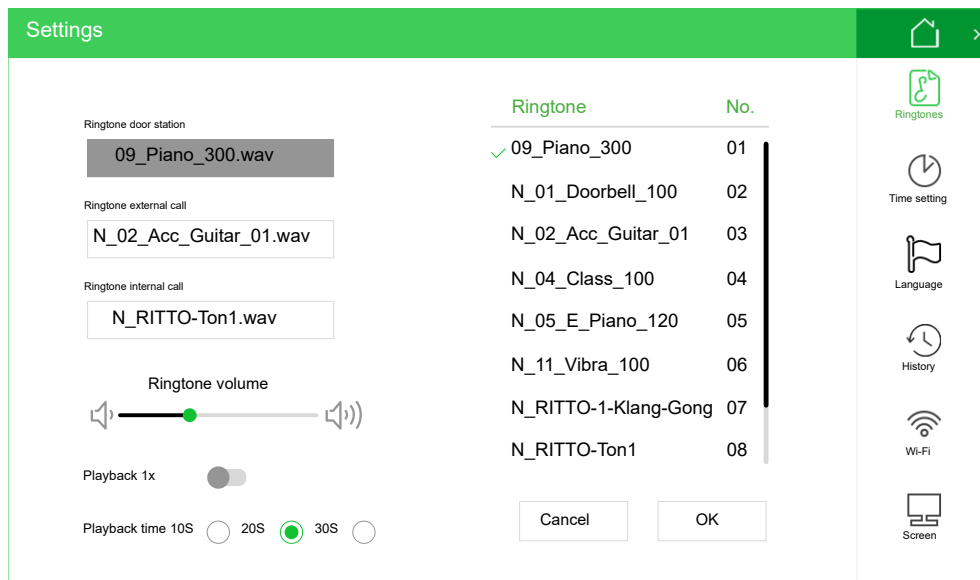 Settings
Ringtone door station
09_Piano_300.wav
Ringtone external call
N_02_Acc_Guitar_01.wav
Ringtone internal call
N_RITTO-Ton1.wav
Ringtone volume
Playback 1x
Playback time 10S 20S 30S
Ringtone No.
09_Piano_300 01
N_01_Doorbell_100 02
N_02_Acc_Guitar_01 03
N_04_Class_100 04
N_05_E_Piano_120 05
N_11_Vibra_100 06
N_RITTO-1-Klang-Gong 07
N_RITTO-Ton1 08
Cancel OK
Ringtones
Time setting
Language
History
Wi-Fi
Screen